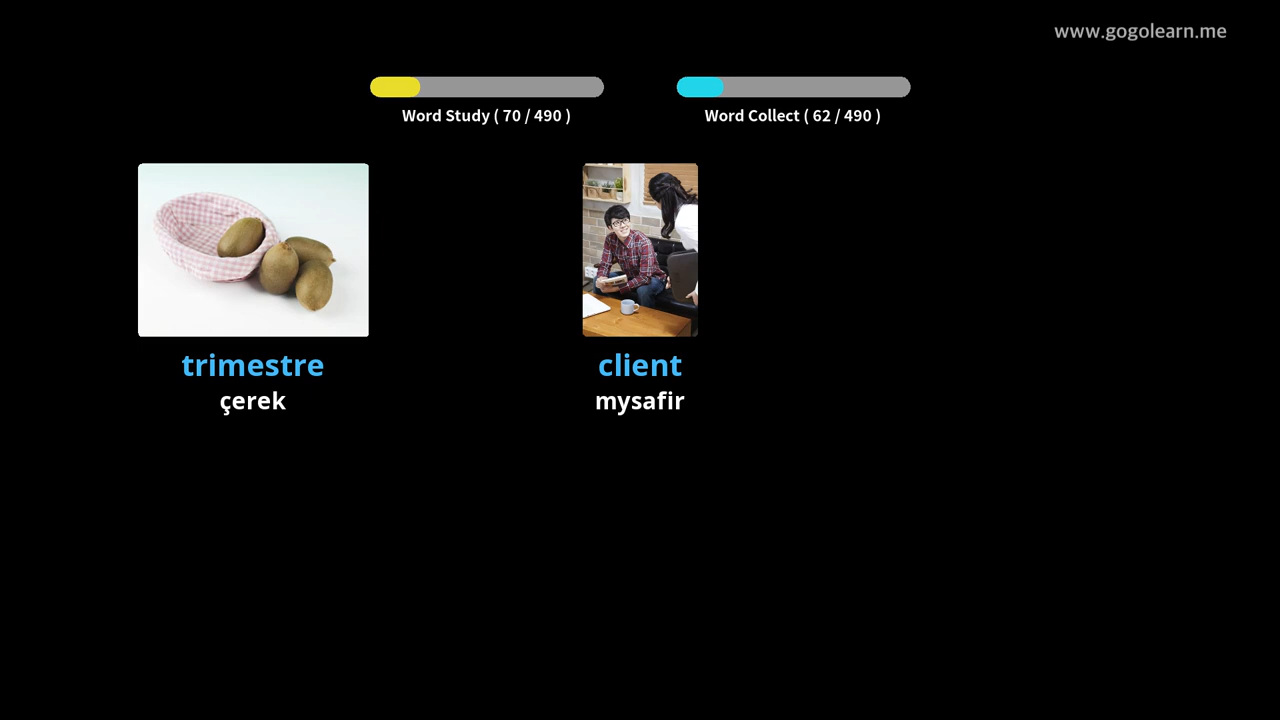 www.gogolearn.me
Word Study ( 70 / 490 )
Word Collect ( 62 / 490 )
trimestre
çerek
client
mysafir